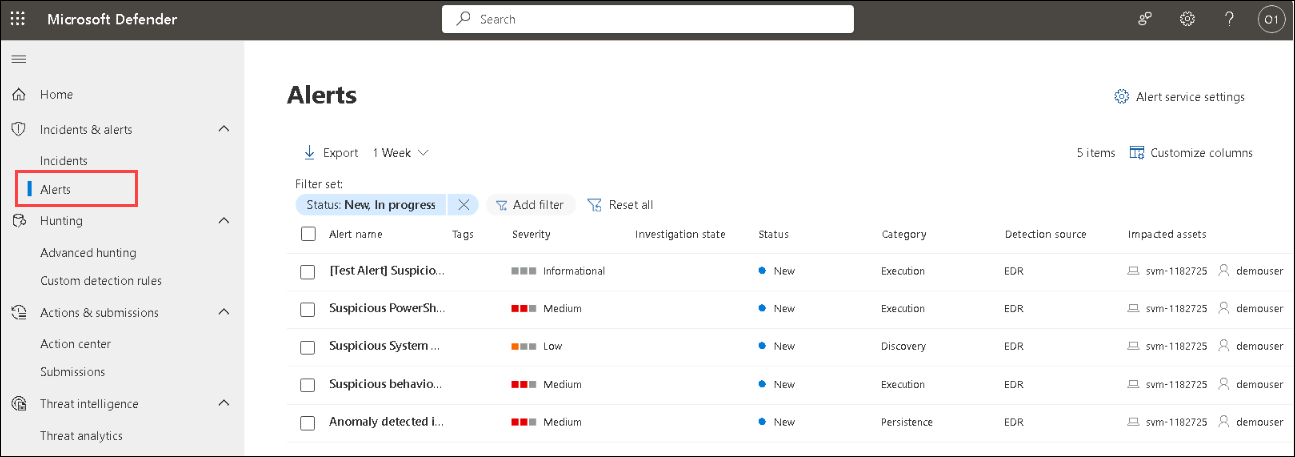 Microsoft Defender
Search
O1
Home
Incidents & alerts
Incidents
Alerts
Hunting
Advanced hunting
Custom detection rules
Actions & submissions
Action center
Submissions
Threat intelligence
Threat analytics
Alerts
Alert service settings
Export 1 Week
5 items Customize columns
Filter set:
Status: New, In progress Add filter Reset all
Alert name Tags Severity Investigation state Status Category Detection source Impacted assets
[Test Alert] Suspicio... Informational New Execution EDR svm-1182725 demouser
Suspicious PowerSh... Medium New Execution EDR svm-1182725 demouser
Suspicious System ... Low New Discovery EDR svm-1182725 demouser
Suspicious behavio... Medium New Execution EDR svm-1182725 demouser
Anomaly detected i... Medium New Persistence EDR svm-1182725 demouser